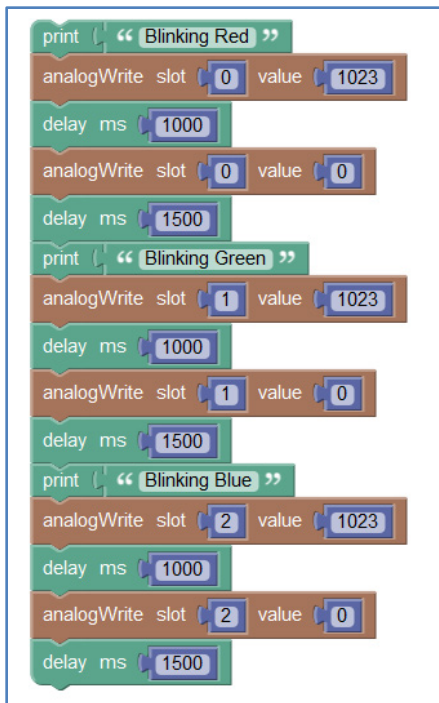 print “ Blinking Red ”
analogWrite slot 0 value 1023
delay ms 1000
analogWrite slot 0 value 0
delay ms 1500
print “ Blinking Green ”
analogWrite slot 1 value 1023
delay ms 1000
analogWrite slot 1 value 0
delay ms 1500
print “ Blinking Blue ”
analogWrite slot 2 value 1023
delay ms 1000
analogWrite slot 2 value 0
delay ms 1500